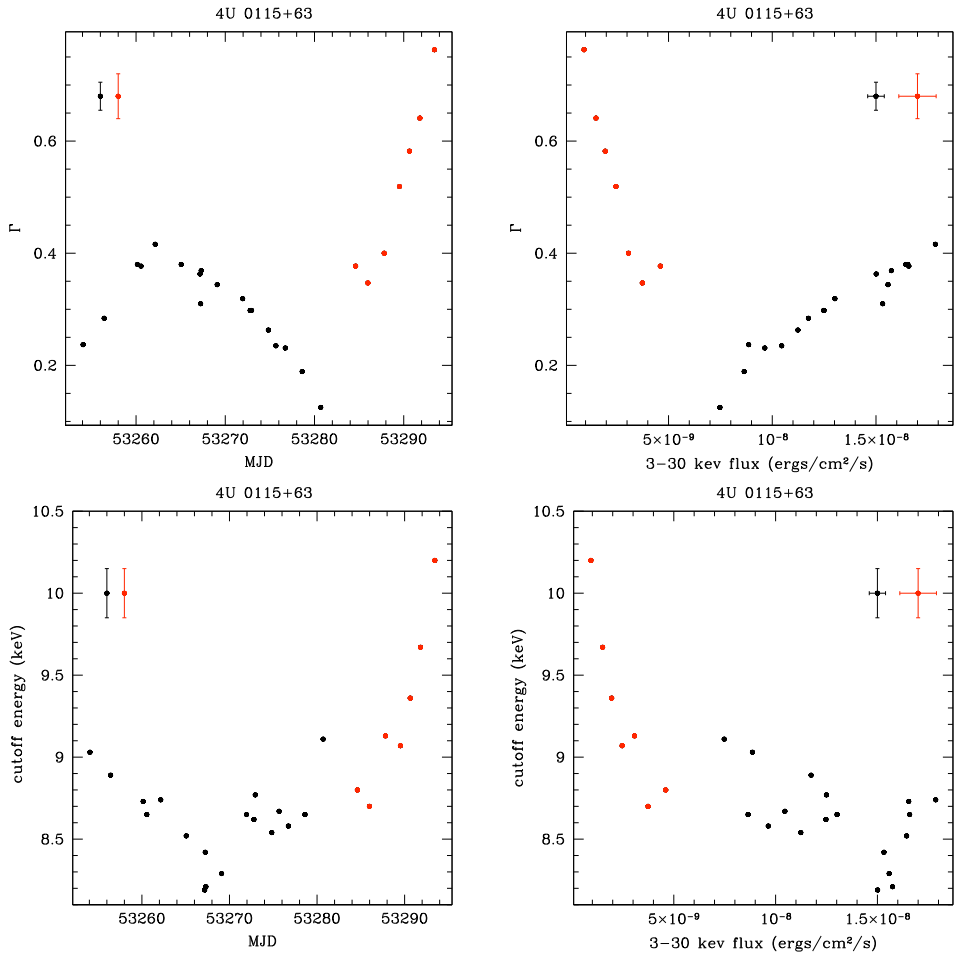 4U 0115+63
0.6
0.4
0.2
Γ
53260 53270 53280 53290
MJD
4U 0115+63
0.6
0.4
0.2
Γ
5×10⁻⁹ 10⁻⁸ 1.5×10⁻⁸
3−30 kev flux (ergs/cm²/s)
4U 0115+63
10.5
10
9.5
9
8.5
cutoff energy (keV)
53260 53270 53280 53290
MJD
4U 0115+63
10.5
10
9.5
9
8.5
cutoff energy (keV)
5×10⁻⁹ 10⁻⁸ 1.5×10⁻⁸
3−30 kev flux (ergs/cm²/s)